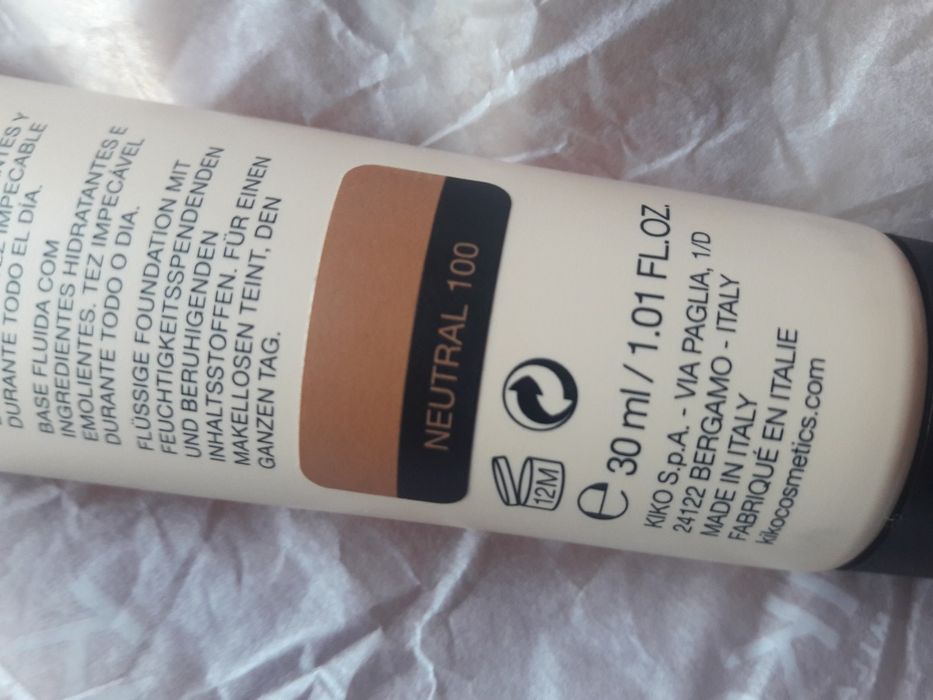 IMPECABLE
DURANTE TODO EL DÍA.
BASE FLUIDA COM
INGREDIENTES HIDRATANTES E
EMOLIENTES. TEZ IMPECÁVEL
DURANTE TODO O DIA.
FLÜSSIGE FOUNDATION MIT
FEUCHTIGKEITSSPENDENDEN
UND BERUHIGENDEN
INHALTSSTOFFEN. FÜR EINEN
MAKELLOSEN TEINT, DEN
GANZEN TAG.
NEUTRAL 100
12M
e 30 ml / 1.01 FL.OZ.
KIKO S.p.A. - VIA PAGLIA, 1/D
24122 BERGAMO - ITALY
MADE IN ITALY
FABRIQUÉ EN ITALIE
kikocosmetics.com